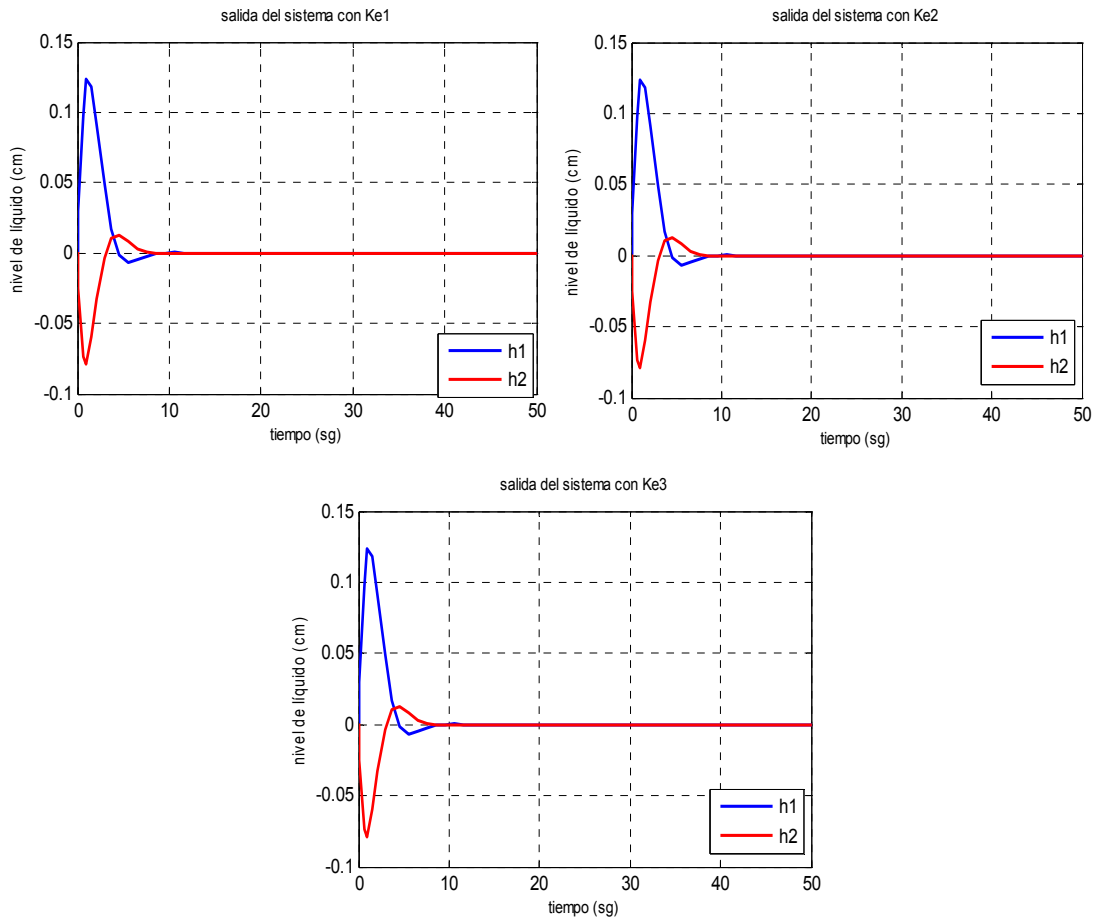 salida del sistema con Ke1
0.15
0.1
0.05
0
-0.05
-0.1
nivel de líquido (cm)
0 10 20 30 40 50
tiempo (sg)
h1
h2
salida del sistema con Ke2
0.15
0.1
0.05
0
-0.05
-0.1
nivel de líquido (cm)
0 10 20 30 40 50
tiempo (sg)
h1
h2
salida del sistema con Ke3
0.15
0.1
0.05
0
-0.05
-0.1
nivel de líquido (cm)
0 10 20 30 40 50
tiempo (sg)
h1
h2